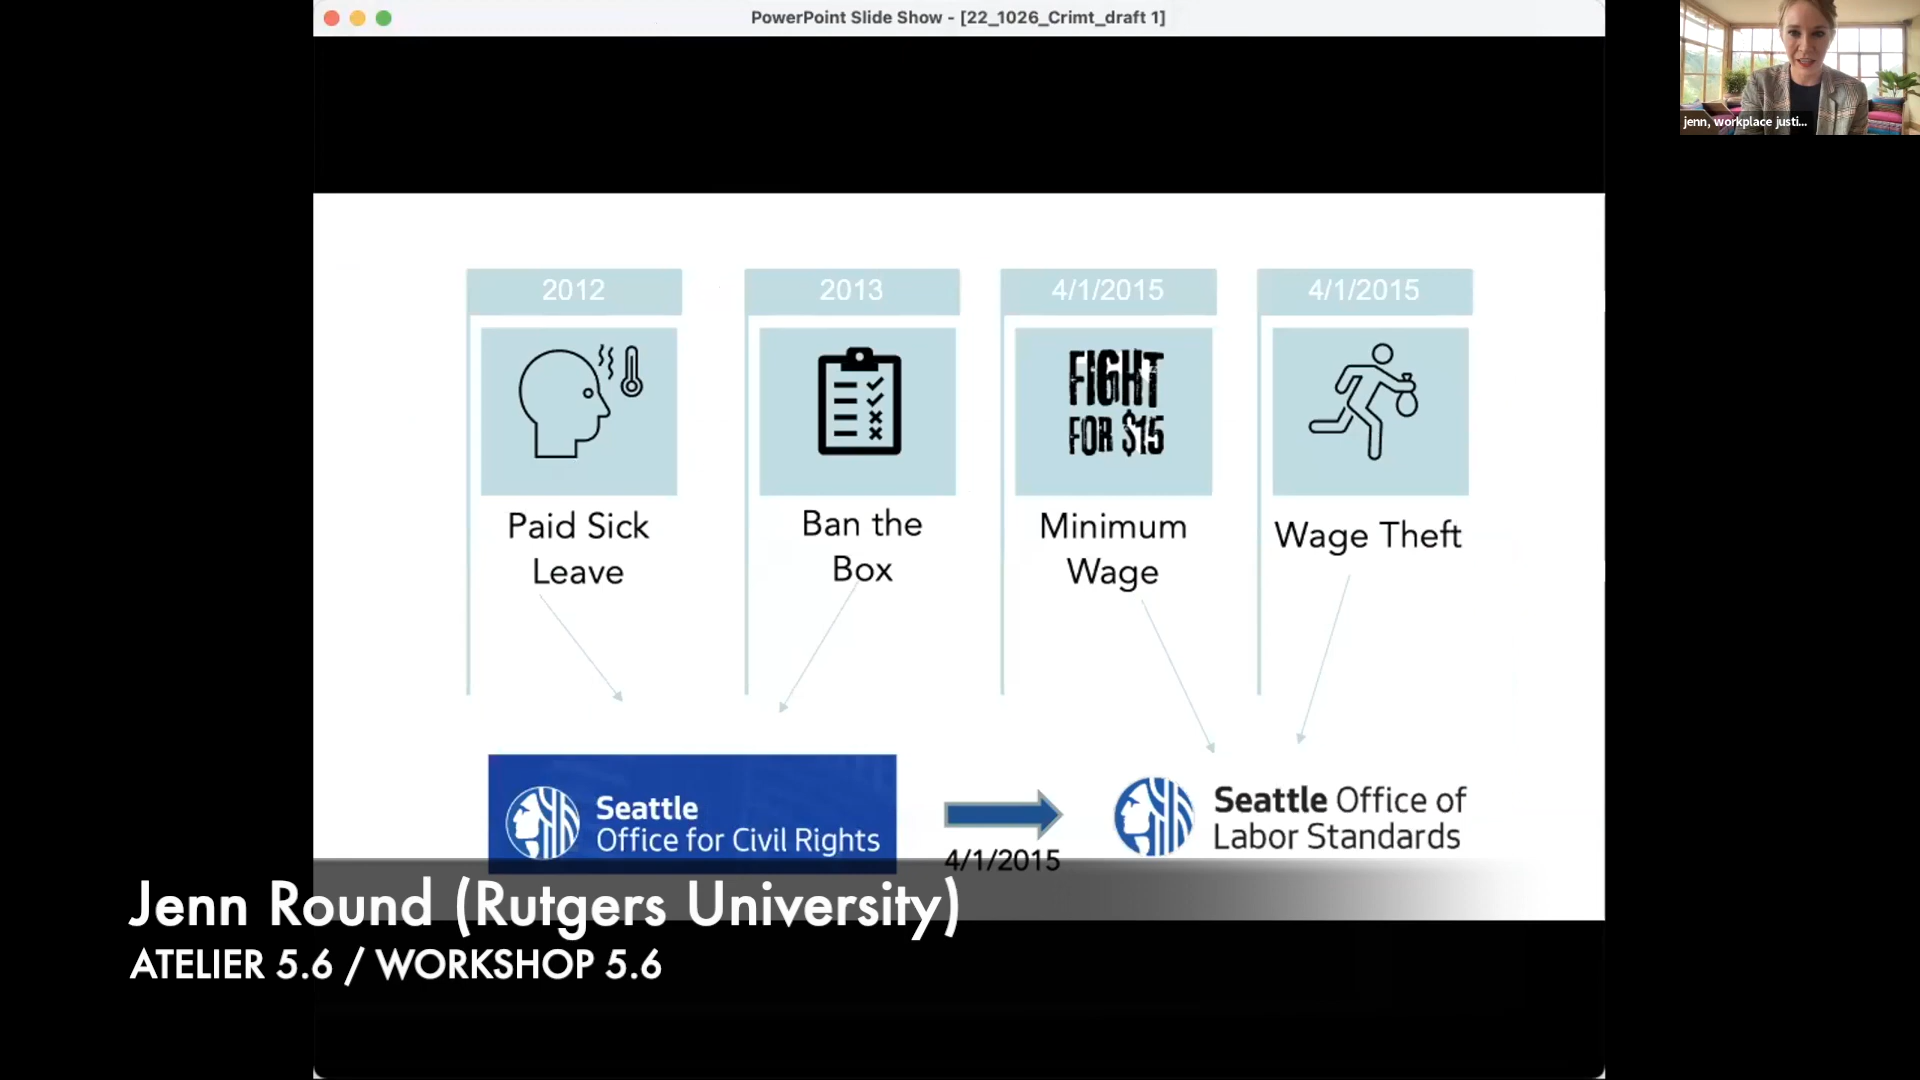 PowerPoint Slide Show - [22_1026_Crimt_draft 1]
jenn, workplace justi...
2012
2013
4/1/2015
4/1/2015
FIGHT
FOR $15
Paid Sick
Leave
Ban the
Box
Minimum
Wage
Wage Theft
Seattle
Office for Civil Rights
4/1/2015
Seattle Office of
Labor Standards
Jenn Round (Rutgers University)
ATELIER 5.6 / WORKSHOP 5.6